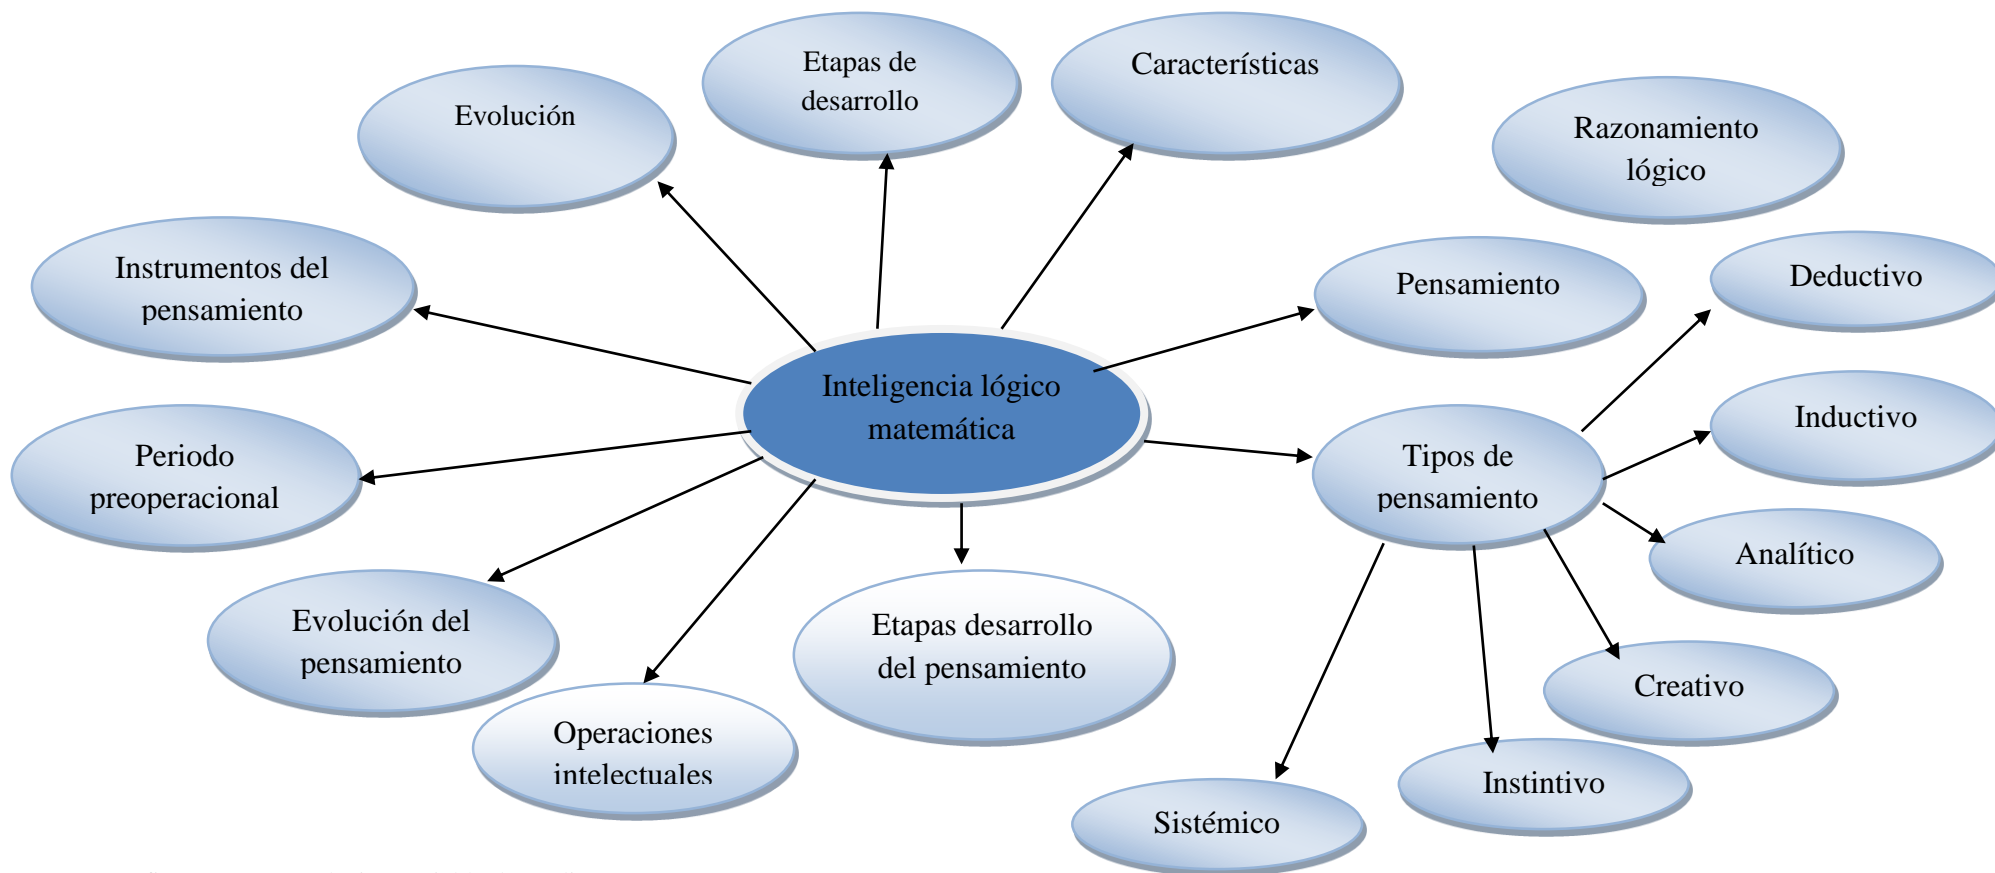 Etapas de
desarrollo
Características
Evolución
Razonamiento
lógico
Instrumentos del
pensamiento
Pensamiento
Deductivo
Inteligencia lógico
matemática
Inductivo
Periodo
preoperacional
Tipos de
pensamiento
Analítico
Evolución del
pensamiento
Etapas desarrollo
del pensamiento
Creativo
Operaciones
intelectuales
Instintivo
Sistémico